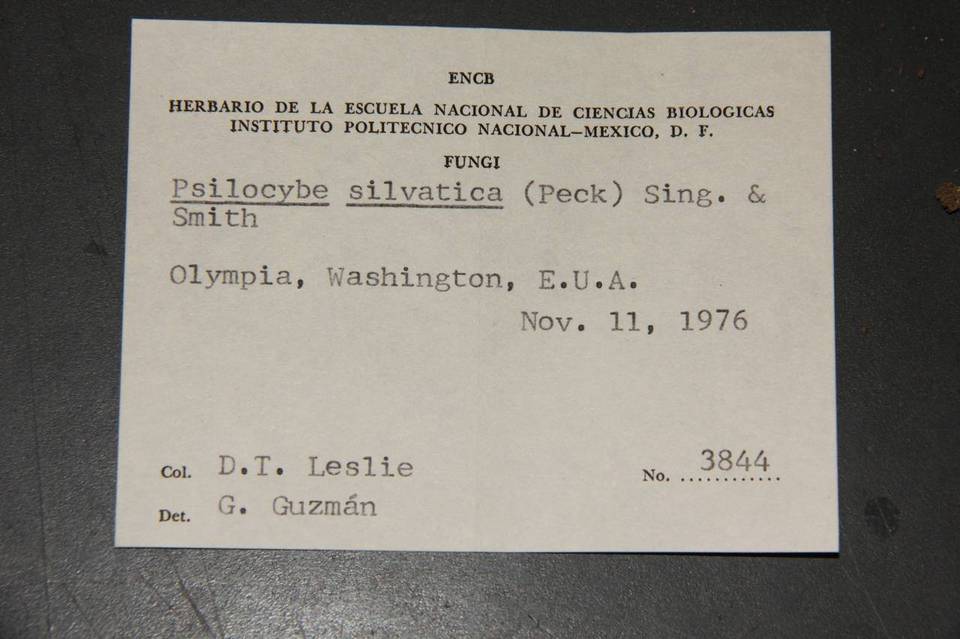 ENCB
HERBARIO DE LA ESCUELA NACIONAL DE CIENCIAS BIOLOGICAS
INSTITUTO POLITECNICO NACIONAL—MEXICO, D. F.
FUNGI
Psilocybe silvatica (Peck) Sing. &
Smith
Olympia, Washington, E.U.A.
Nov. 11, 1976
Col. D.T. Leslie No. 3844
Det. G. Guzmán